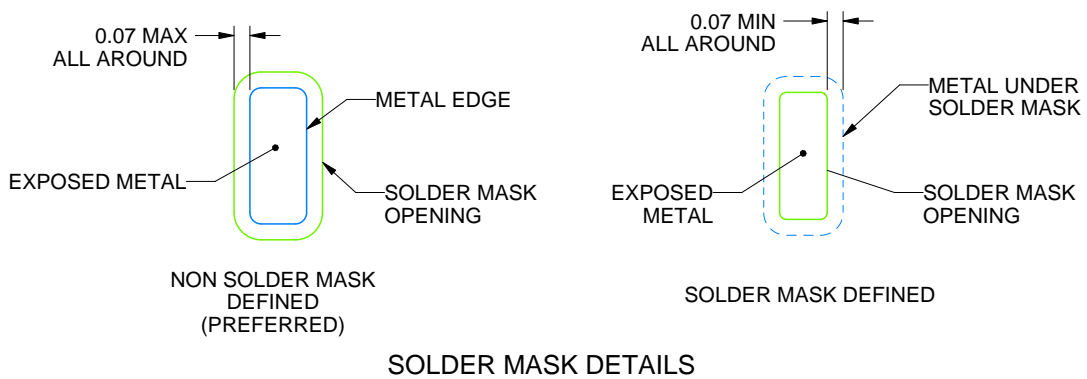 0.07 MAX
ALL AROUND
METAL EDGE
EXPOSED METAL
SOLDER MASK
OPENING
NON SOLDER MASK
DEFINED
(PREFERRED)
0.07 MIN
ALL AROUND
METAL UNDER
SOLDER MASK
EXPOSED
METAL
SOLDER MASK
OPENING
SOLDER MASK DEFINED
SOLDER MASK DETAILS